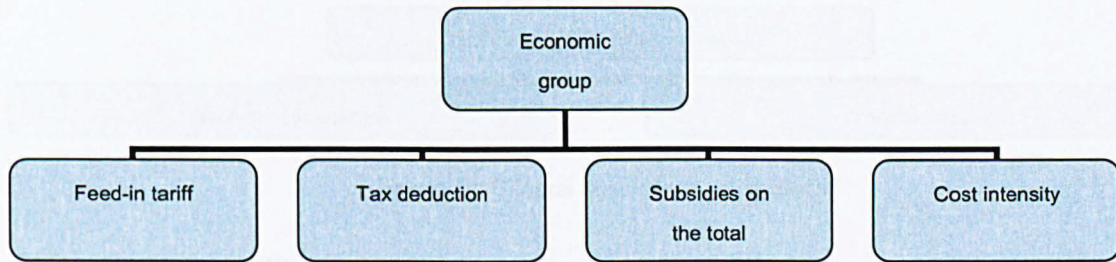 Economic
group
Feed-in tariff
Tax deduction
Subsidies on
the total
Cost intensity